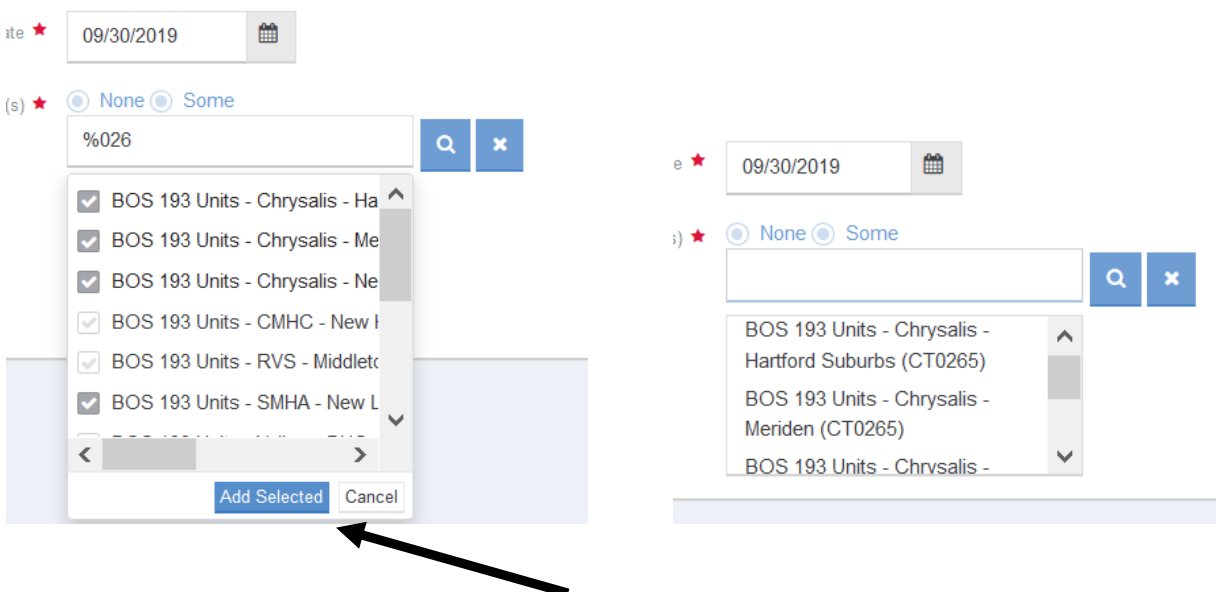 ate ★ 09/30/2019
(s) ★ None Some
%026
BOS 193 Units - Chrysalis - Ha
BOS 193 Units - Chrysalis - Me
BOS 193 Units - Chrysalis - Ne
BOS 193 Units - CMHC - New H
BOS 193 Units - RVS - Middleto
BOS 193 Units - SMHA - New L
Add Selected Cancel
e ★ 09/30/2019
s) ★ None Some
BOS 193 Units - Chrysalis -
Hartford Suburbs (CT0265)
BOS 193 Units - Chrysalis -
Meriden (CT0265)
BOS 193 Units - Chrysalis -